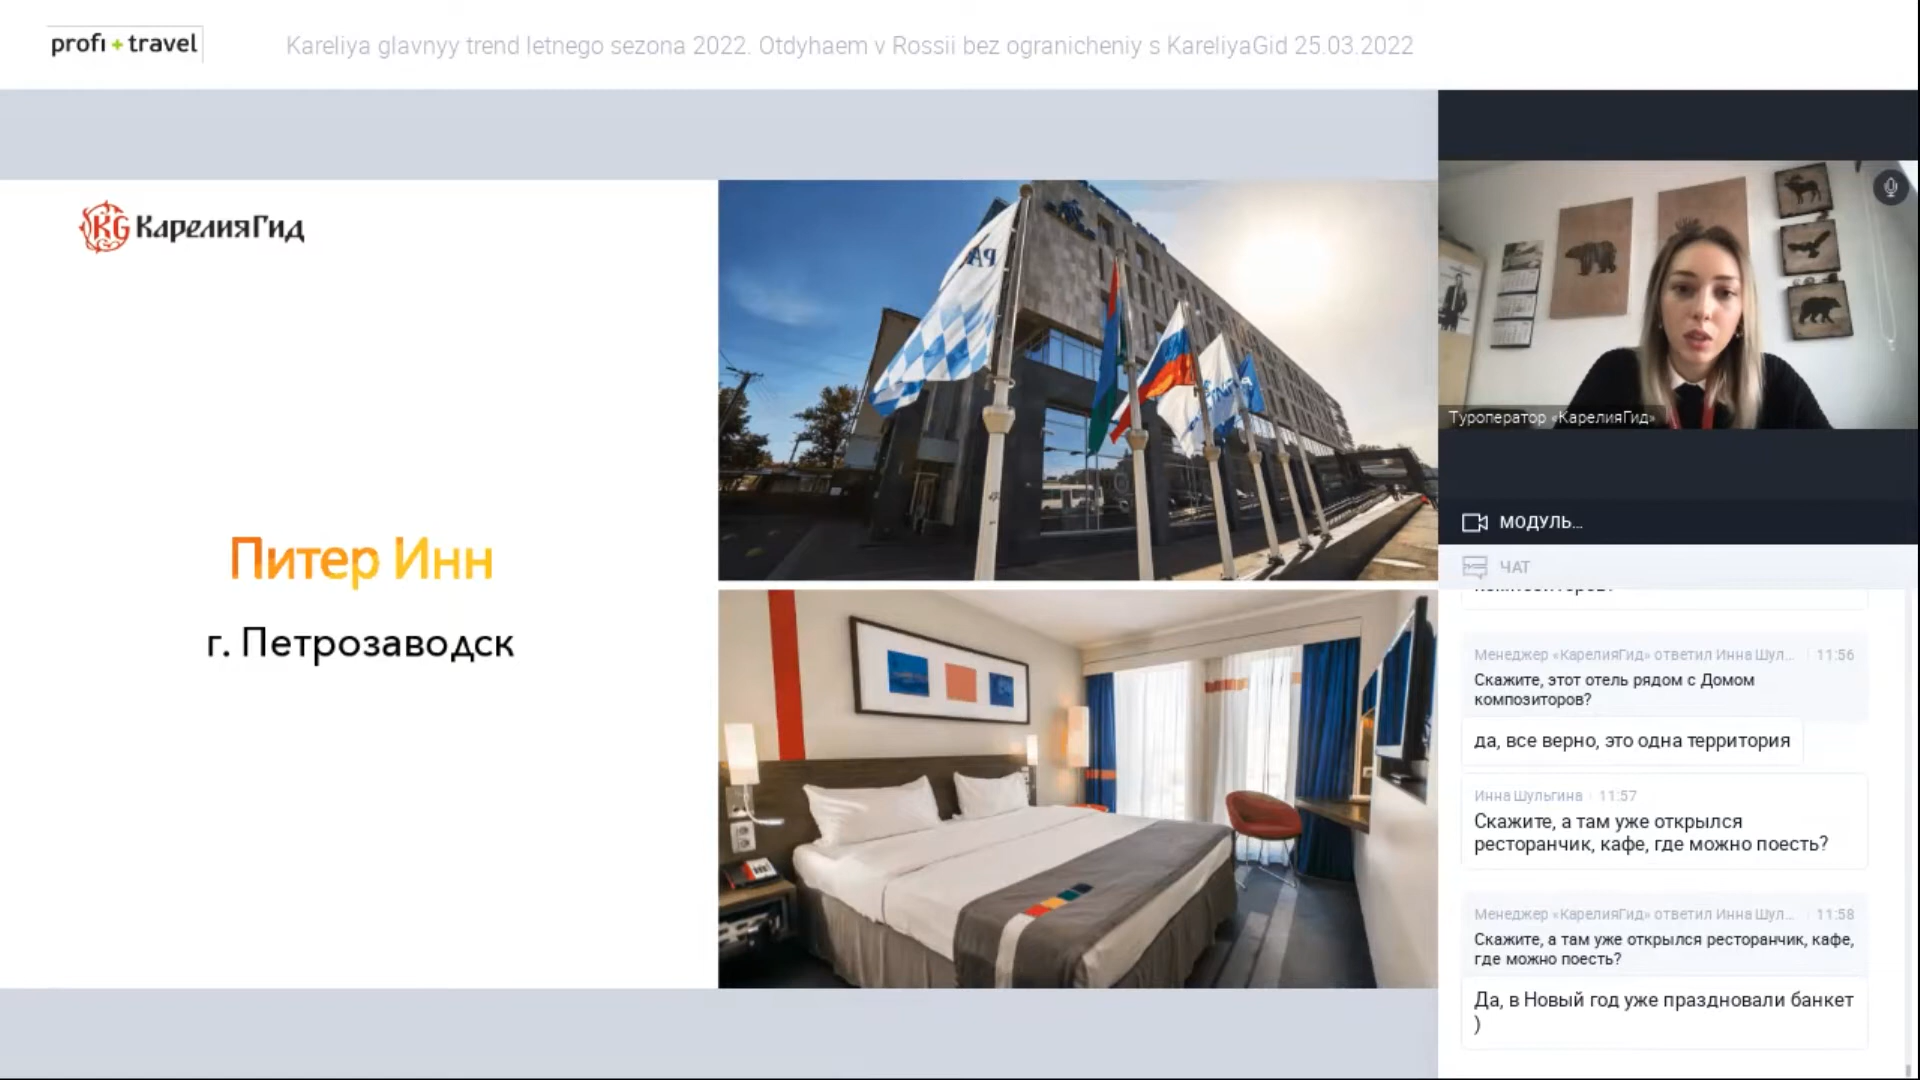 profi + travel
Kareliya glavnyy trend letnego sezona 2022. Otdyhaem v Rossii bez ogranicheniy s KareliyaGid 25.03.2022
KG КарелияГид
Питер Инн
г. Петрозаводск
Туроператор «КарелияГид»
МОДУЛЬ...
ЧАТ
Менеджер «КарелияГид» ответил Инна Шул... 11:56
Скажите, этот отель рядом с Домом
композиторов?
да, все верно, это одна территория
Инна Шульгина 11:57
Скажите, а там уже открылся
ресторанчик, кафе, где можно поесть?
Менеджер «КарелияГид» ответил Инна Шул... 11:58
Скажите, а там уже открылся ресторанчик, кафе,
где можно поесть?
Да, в Новый год уже праздновали банкет
)